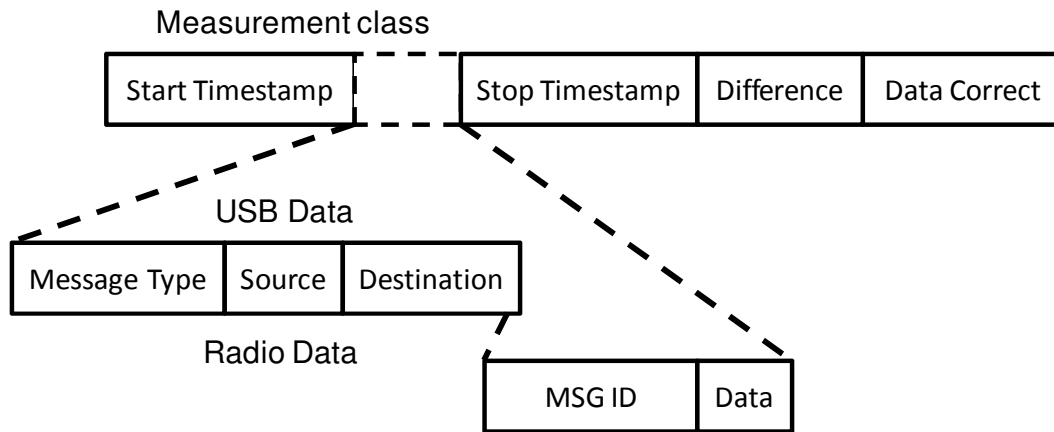 Measurement class
Start Timestamp
Stop Timestamp
Difference
Data Correct
USB Data
Message Type
Source
Destination
Radio Data
MSG ID
Data